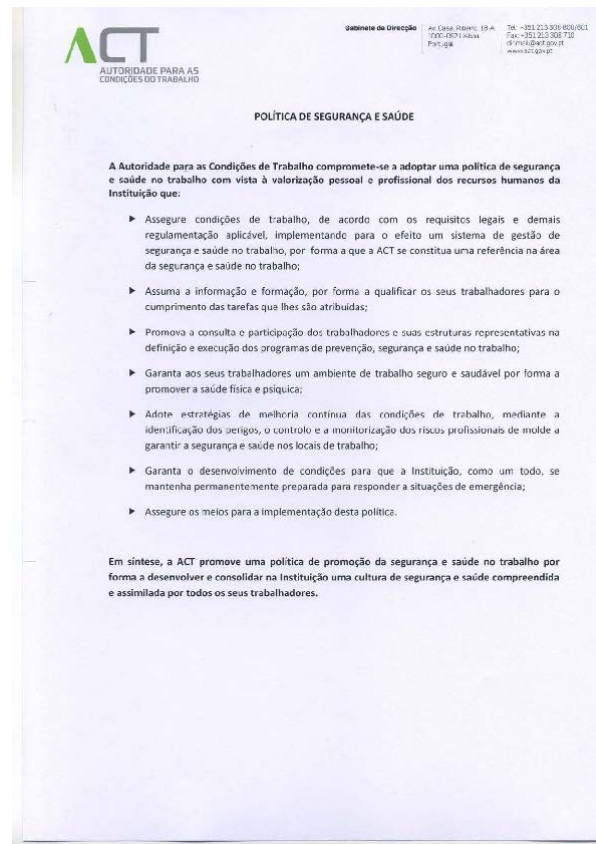 ACT
AUTORIDADE PARA AS
CONDIÇÕES DO TRABALHO
Gabinete de Direcção
Portugal
www.act.gov.pt
POLÍTICA DE SEGURANÇA E SAÚDE
A Autoridade para as Condições de Trabalho compromete-se a adoptar uma política de segurança
e saúde no trabalho com vista à valorização pessoal e profissional dos recursos humanos da
Instituição que:
Assegure condições de trabalho, de acordo com os requisitos legais e demais
regulamentação aplicável, implementando para o efeito um sistema de gestão de
segurança e saúde no trabalho, por forma a que a ACT se constitua uma referência na área
da segurança e saúde no trabalho;
Assuma a informação e formação, por forma a qualificar os seus trabalhadores para o
cumprimento das tarefas que lhes são atribuídas;
Promova a consulta e participação dos trabalhadores e suas estruturas representativas na
definição e execução dos programas de prevenção, segurança e saúde no trabalho;
Garanta aos seus trabalhadores um ambiente de trabalho seguro e saudável por forma a
promover a saúde física e psíquica;
Adote estratégias de melhoria contínua das condições de trabalho, mediante a
identificação dos perigos, o controlo e a monitorização dos riscos profissionais de molde a
garantir a segurança e saúde nos locais de trabalho;
Garanta o desenvolvimento de condições para que a Instituição, como um todo, se
mantenha permanentemente preparada para responder a situações de emergência;
Assegure os meios para a implementação desta política.
Em síntese, a ACT promove uma política de promoção da segurança e saúde no trabalho por
forma a desenvolver e consolidar na Instituição uma cultura de segurança e saúde compreendida
e assimilada por todos os seus trabalhadores.